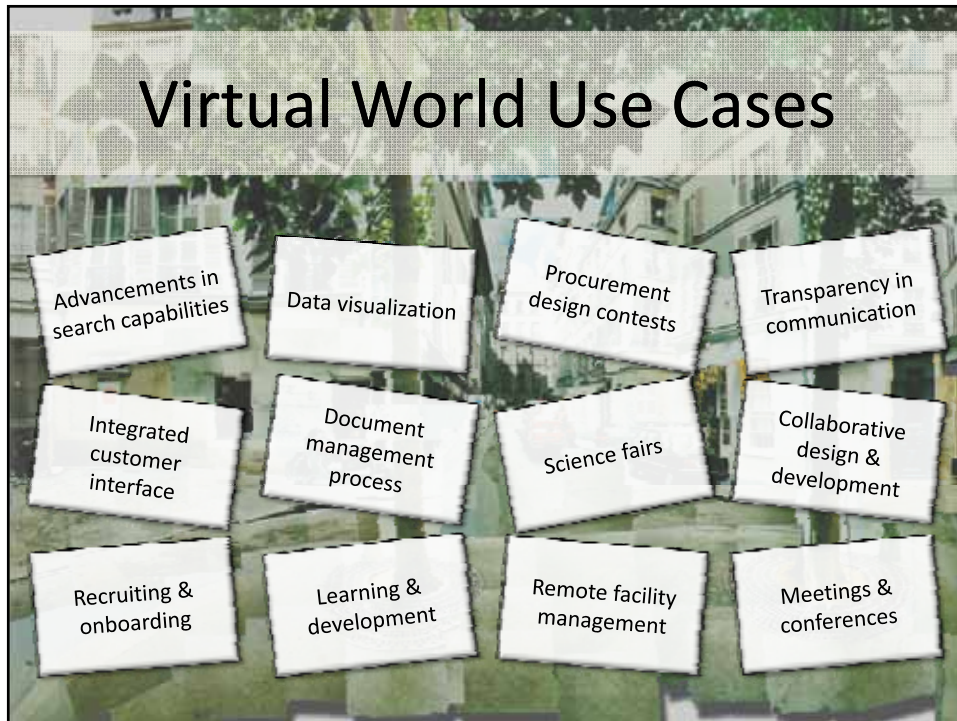 Virtual World Use Cases
Advancements in
search capabilities
Data visualization
Procurement
design contests
Transparency in
communication
Integrated
customer
interface
Document
management
process
Science fairs
Collaborative
design &
development
Recruiting &
onboarding
Learning &
development
Remote facility
management
Meetings &
conferences